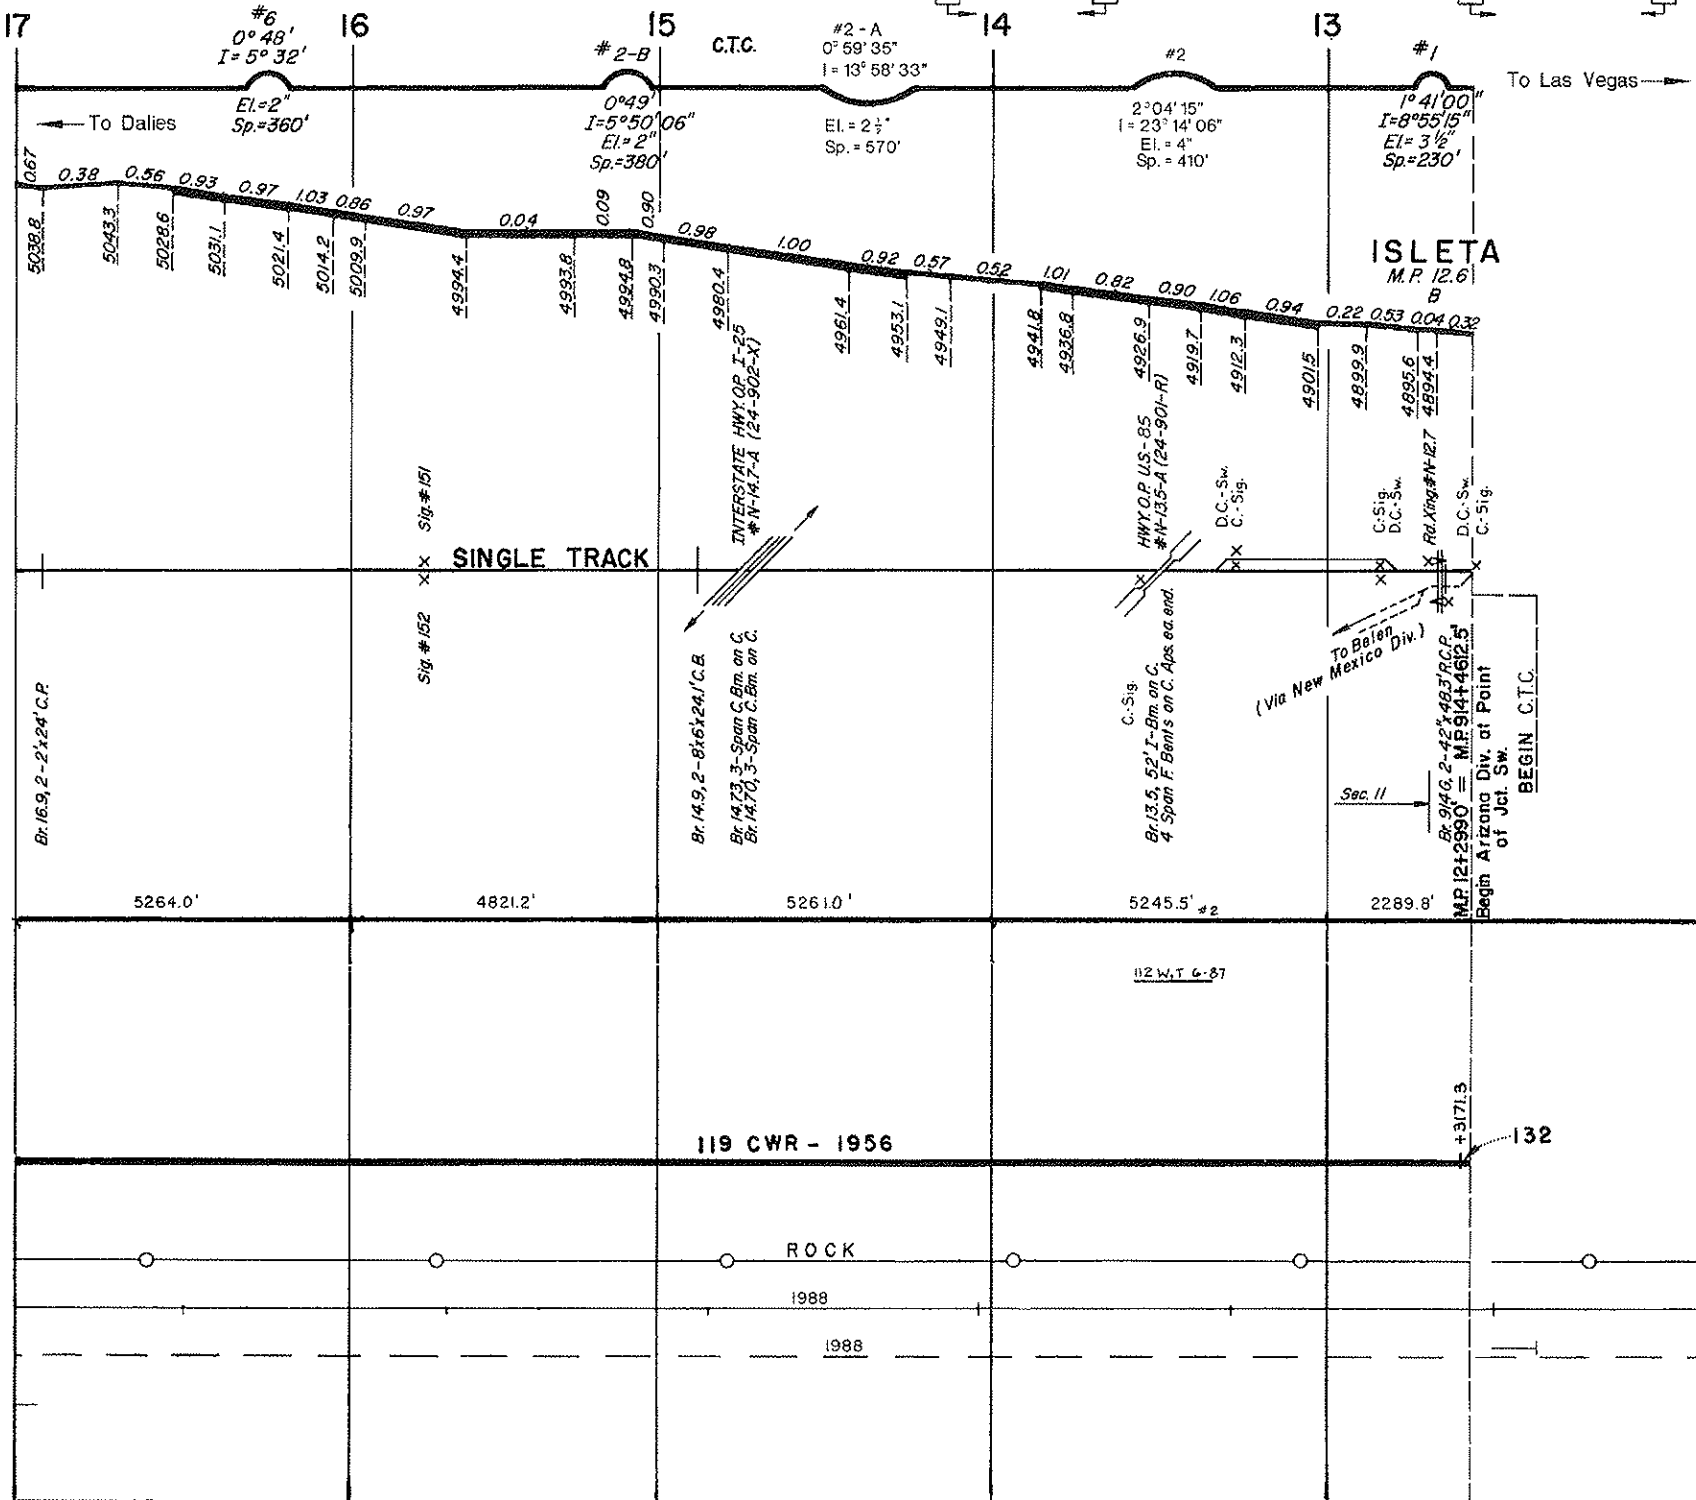 17
16
15
14
13
#6
0° 48'
I = 5° 32'
El.=2"
Sp.=360'
To Dalies
#2-B
0°49'
I=5°50'06"
El.=2"
Sp.=380'
C.T.C.
#2-A
0° 59' 35"
I = 13° 58' 33"
El. = 2 1/2"
Sp. = 570'
#2
2° 04' 15"
I = 23° 14' 06"
El. = 4"
Sp. = 410'
#1
1° 41' 00"
I=8°55'15"
El.= 3 ½"
Sp.=230'
To Las Vegas
0.67
0.38
0.56
0.93
0.97
1.03
0.86
0.97
0.04
0.09
0.90
0.98
1.00
0.92
0.57
0.52
1.01
0.82
0.90
1.06
0.94
0.22
0.53
0.04
0.32
ISLETA
M.P. 12.6
B
5038.8
5043.3
5028.6
5031.1
5021.4
5014.2
5009.9
4994.4
4993.8
4924.8
4990.3
4980.4
4961.4
4953.1
4949.1
4941.8
4936.8
4926.9
4919.7
4912.3
4901.5
4899.9
4895.6
4894.4
Sig. #151
INTERSTATE HWY. O.P. I-25
#N-14.7-A (24-902-X)
HWY. O.P. U.S.-85
#N-13.5-A (24-901-R)
D.C.-Sw.
C.-Sig.
C.-Sig.
D.C.-Sw.
Rd. Xing. #N-12.7
D.C.-Sw.
C.-Sig.
SINGLE TRACK
Sig. #152
To Belen
(Via New Mexico Div.)
Br. 16.9, 2-2'x24' C.P.
Br. 14.9, 2-8'x6'x24.1' C.B.
Br. 14.73, 3-Span C.Bm. on C.
Br. 14.70, 3-Span C.Bm. on C.
C.-Sig.
Br. 13.5, 52' I-Bm. on C.
4 Span F. Bents on C. Aps. ea. end.
Sec. 11
Br. 914.6, 2-42"x48.3' R.C.P.
M.P. 12+2990' = M.P. 914+4612.5'
Begin Arizona Div. at Point
of Jct. Sw.
BEGIN C.T.C.
5264.0'
4821.2'
5261.0'
5245.5'
#2
2289.8'
112 W,T 6-87
+3171.3
119 CWR - 1956
132
ROCK
1988
1988